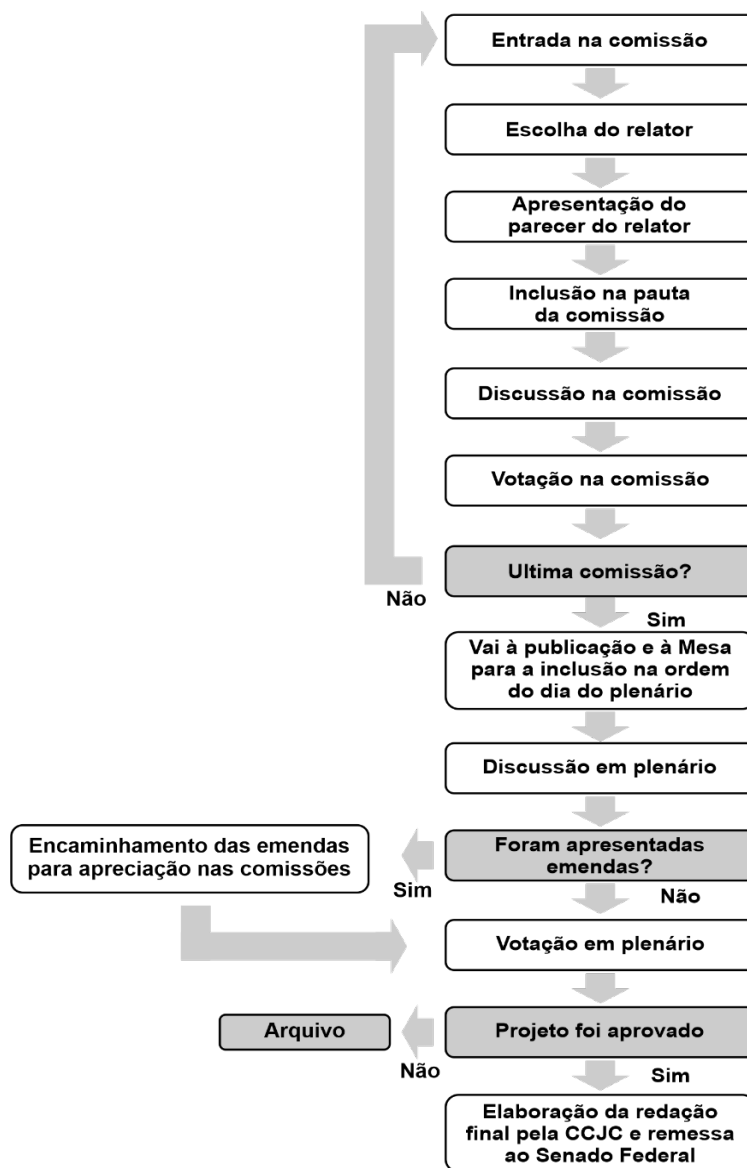 Entrada na comissão
Escolha do relator
Apresentação do
parecer do relator
Inclusão na pauta
da comissão
Discussão na comissão
Votação na comissão
Ultima comissão?
Não
Sim
Vai à publicação e à Mesa
para a inclusão na ordem
do dia do plenário
Discussão em plenário
Foram apresentadas
emendas?
Sim
Não
Encaminhamento das emendas
para apreciação nas comissões
Votação em plenário
Projeto foi aprovado
Não
Arquivo
Sim
Elaboração da redação
final pela CCJC e remessa
ao Senado Federal